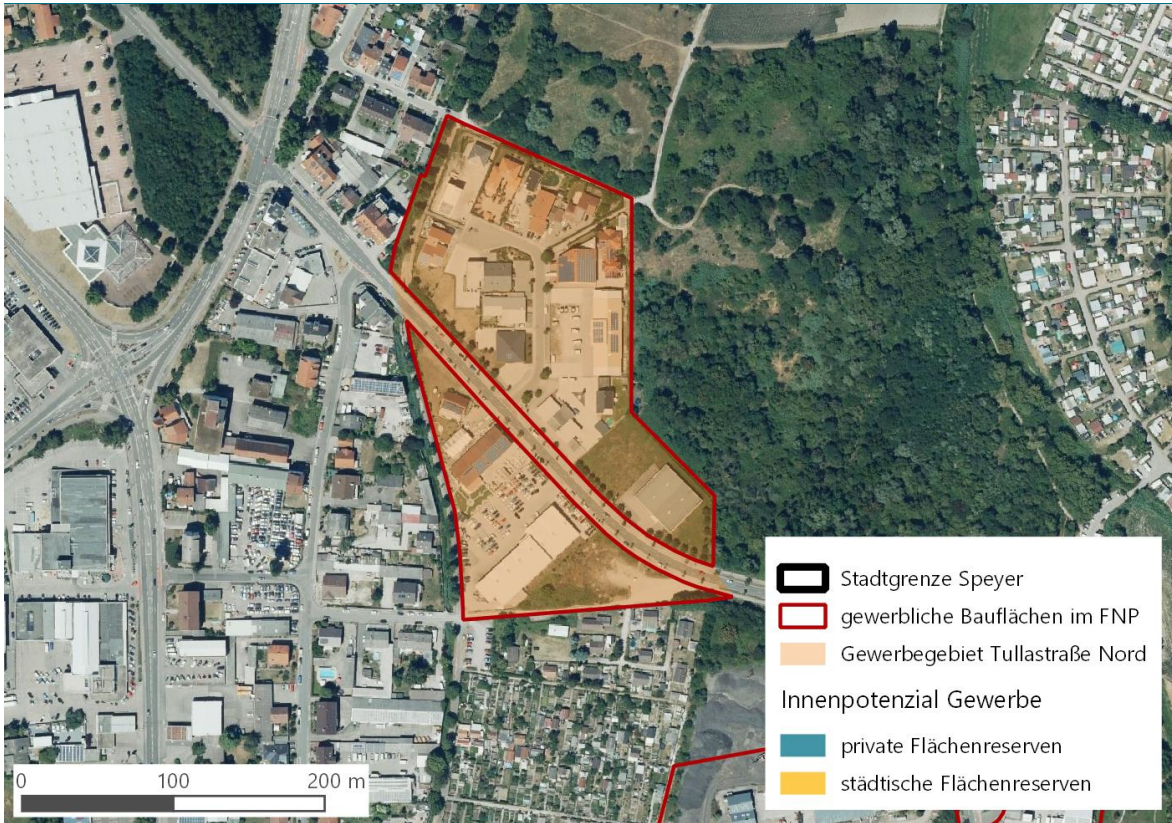 Stadtgrenze Speyer
gewerbliche Bauflächen im FNP
Gewerbegebiet Tullastraße Nord
Innenpotenzial Gewerbe
private Flächenreserven
städtische Flächenreserven
0 100 200 m